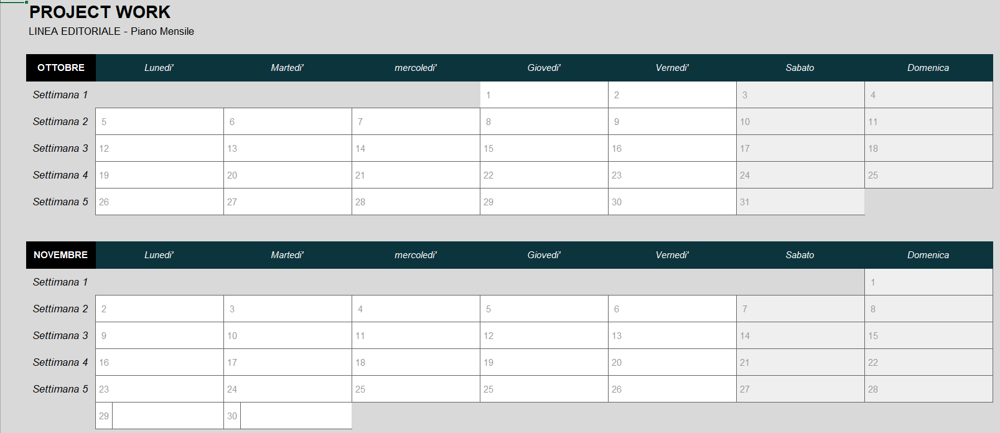 PROJECT WORK
LINEA EDITORIALE - Piano Mensile
OTTOBRE Lunedi' Martedi' mercoledi' Giovedi' Vernedi' Sabato Domenica
Settimana 1 1 2 3 4
Settimana 2 5 6 7 8 9 10 11
Settimana 3 12 13 14 15 16 17 18
Settimana 4 19 20 21 22 23 24 25
Settimana 5 26 27 28 29 30 31
NOVEMBRE Lunedi' Martedi' mercoledi' Giovedi' Vernedi' Sabato Domenica
Settimana 1 1
Settimana 2 2 3 4 5 6 7 8
Settimana 3 9 10 11 12 13 14 15
Settimana 4 16 17 18 19 20 21 22
Settimana 5 23 24 25 25 26 27 28
29 30